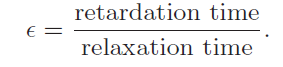 ϵ = retardation time / relaxation time.